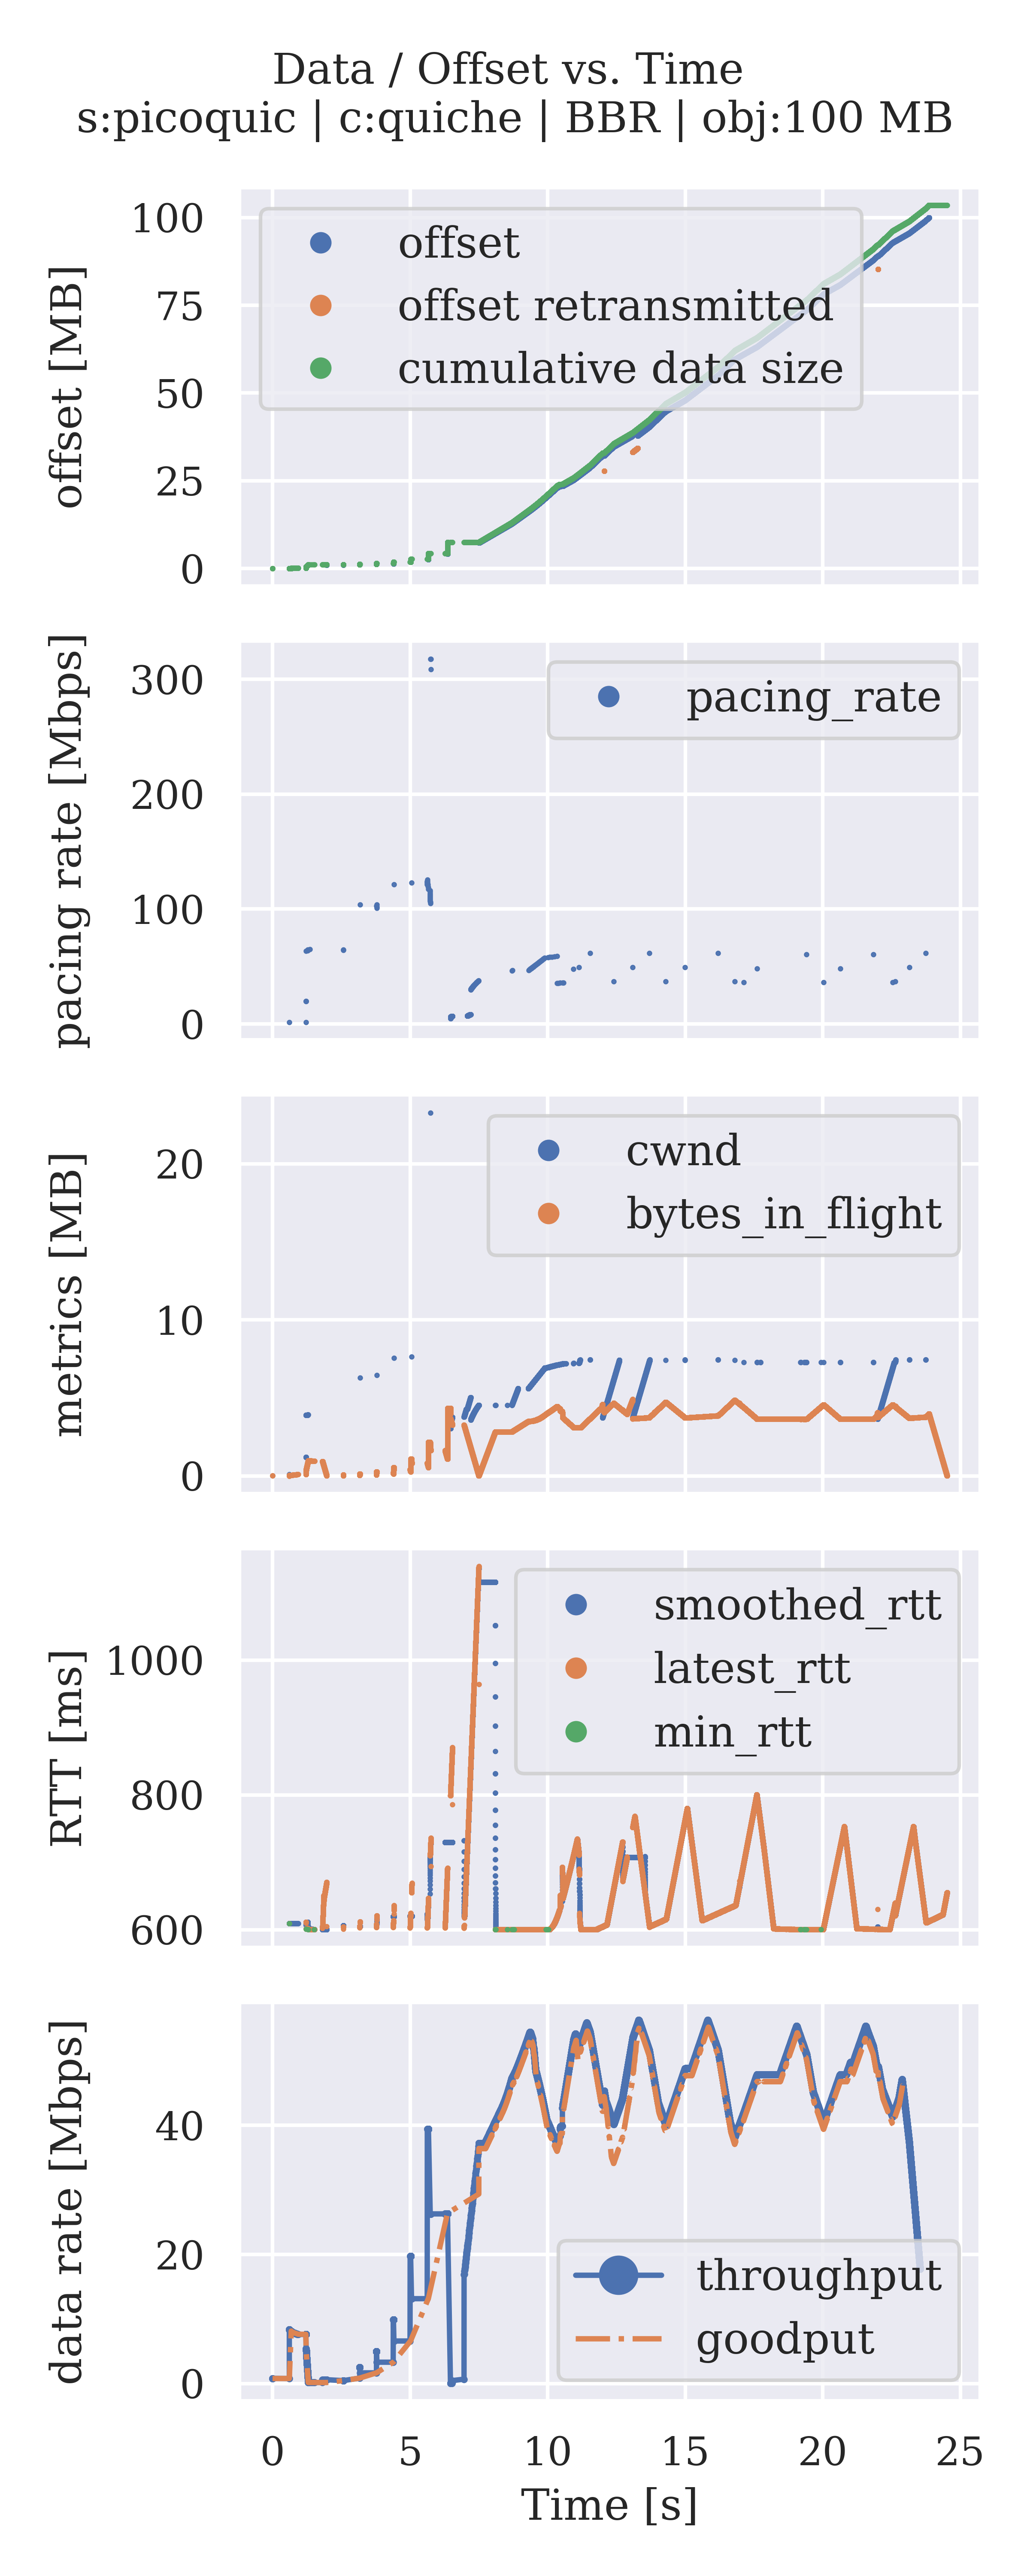 Data / Offset vs. Time
s:picoquic | c:quiche | BBR | obj:100 MB
offset [MB]
100
75
50
25
0
offset
offset retransmitted
cumulative data size
pacing rate [Mbps]
300
200
100
0
pacing_rate
metrics [MB]
20
10
0
cwnd
bytes_in_flight
RTT [ms]
1000
800
600
smoothed_rtt
latest_rtt
min_rtt
data rate [Mbps]
40
20
0
throughput
goodput
0 5 10 15 20 25
Time [s]